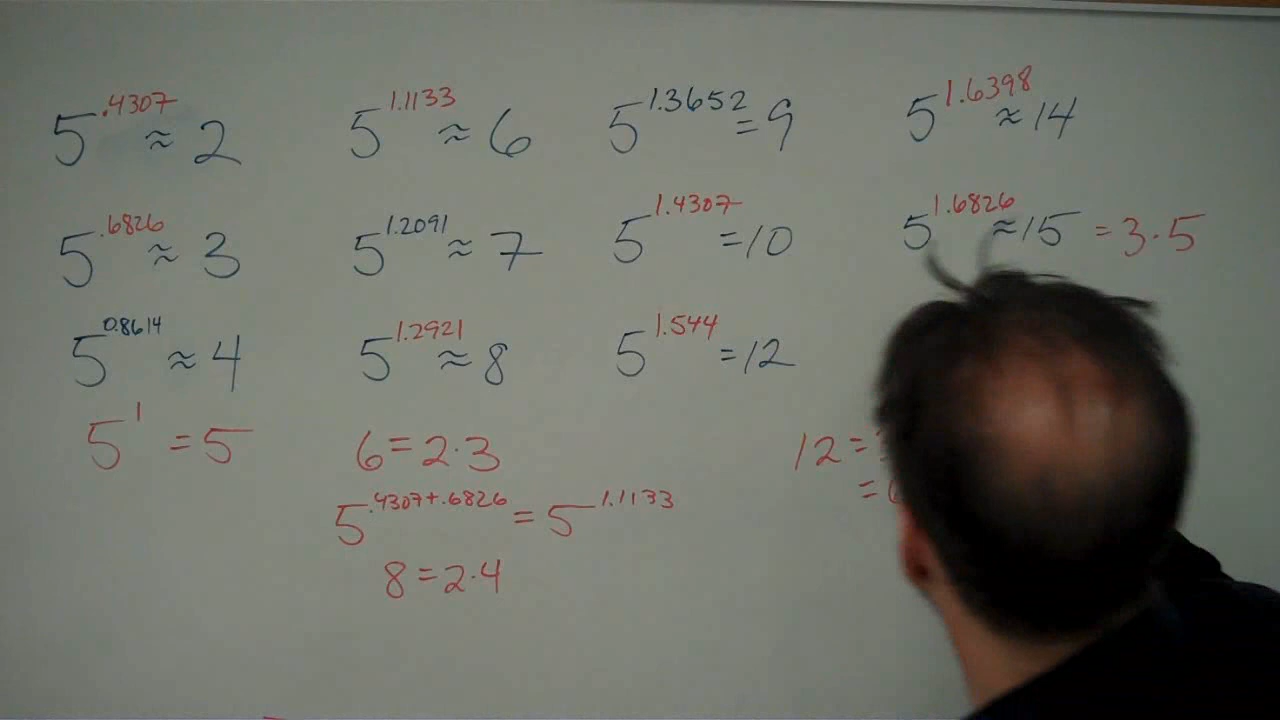 5^.4307 ≈ 2
5^.6826 ≈ 3
5^0.8614 ≈ 4
5^1 = 5
5^1.1133 ≈ 6
5^1.2091 ≈ 7
5^1.2921 ≈ 8
6=2·3
5^.4307+.6826 = 5^1.1133
8=2·4
5^1.3652 = 9
5^1.4307 = 10
5^1.544 = 12
5^1.6398 ≈ 14
5^1.6826 ≈ 15 = 3·5
12=
=